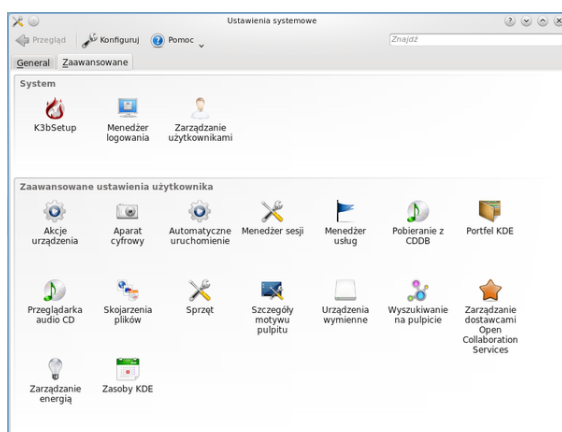 Ustawienia systemowe
Przegląd Konfiguruj Pomoc Znajdź
General Zaawansowane
System
K3bSetup
Menedżer
logowania
Zarządzanie
użytkownikami
Zaawansowane ustawienia użytkownika
Akcje
urządzenia
Aparat
cyfrowy
Automatyczne
uruchomienie
Menedżer sesji
Menedżer
usług
Pobieranie z
CDDB
Portfel KDE
Przeglądarka
audio CD
Skojarzenia
plików
Sprzęt
Szczegóły
motywu
pulpitu
Urządzenia
wymienne
Wyszukiwanie
na pulpicie
Zarządzanie
dostawcami
Open
Collaboration
Services
Zarządzanie
energią
Zasoby KDE